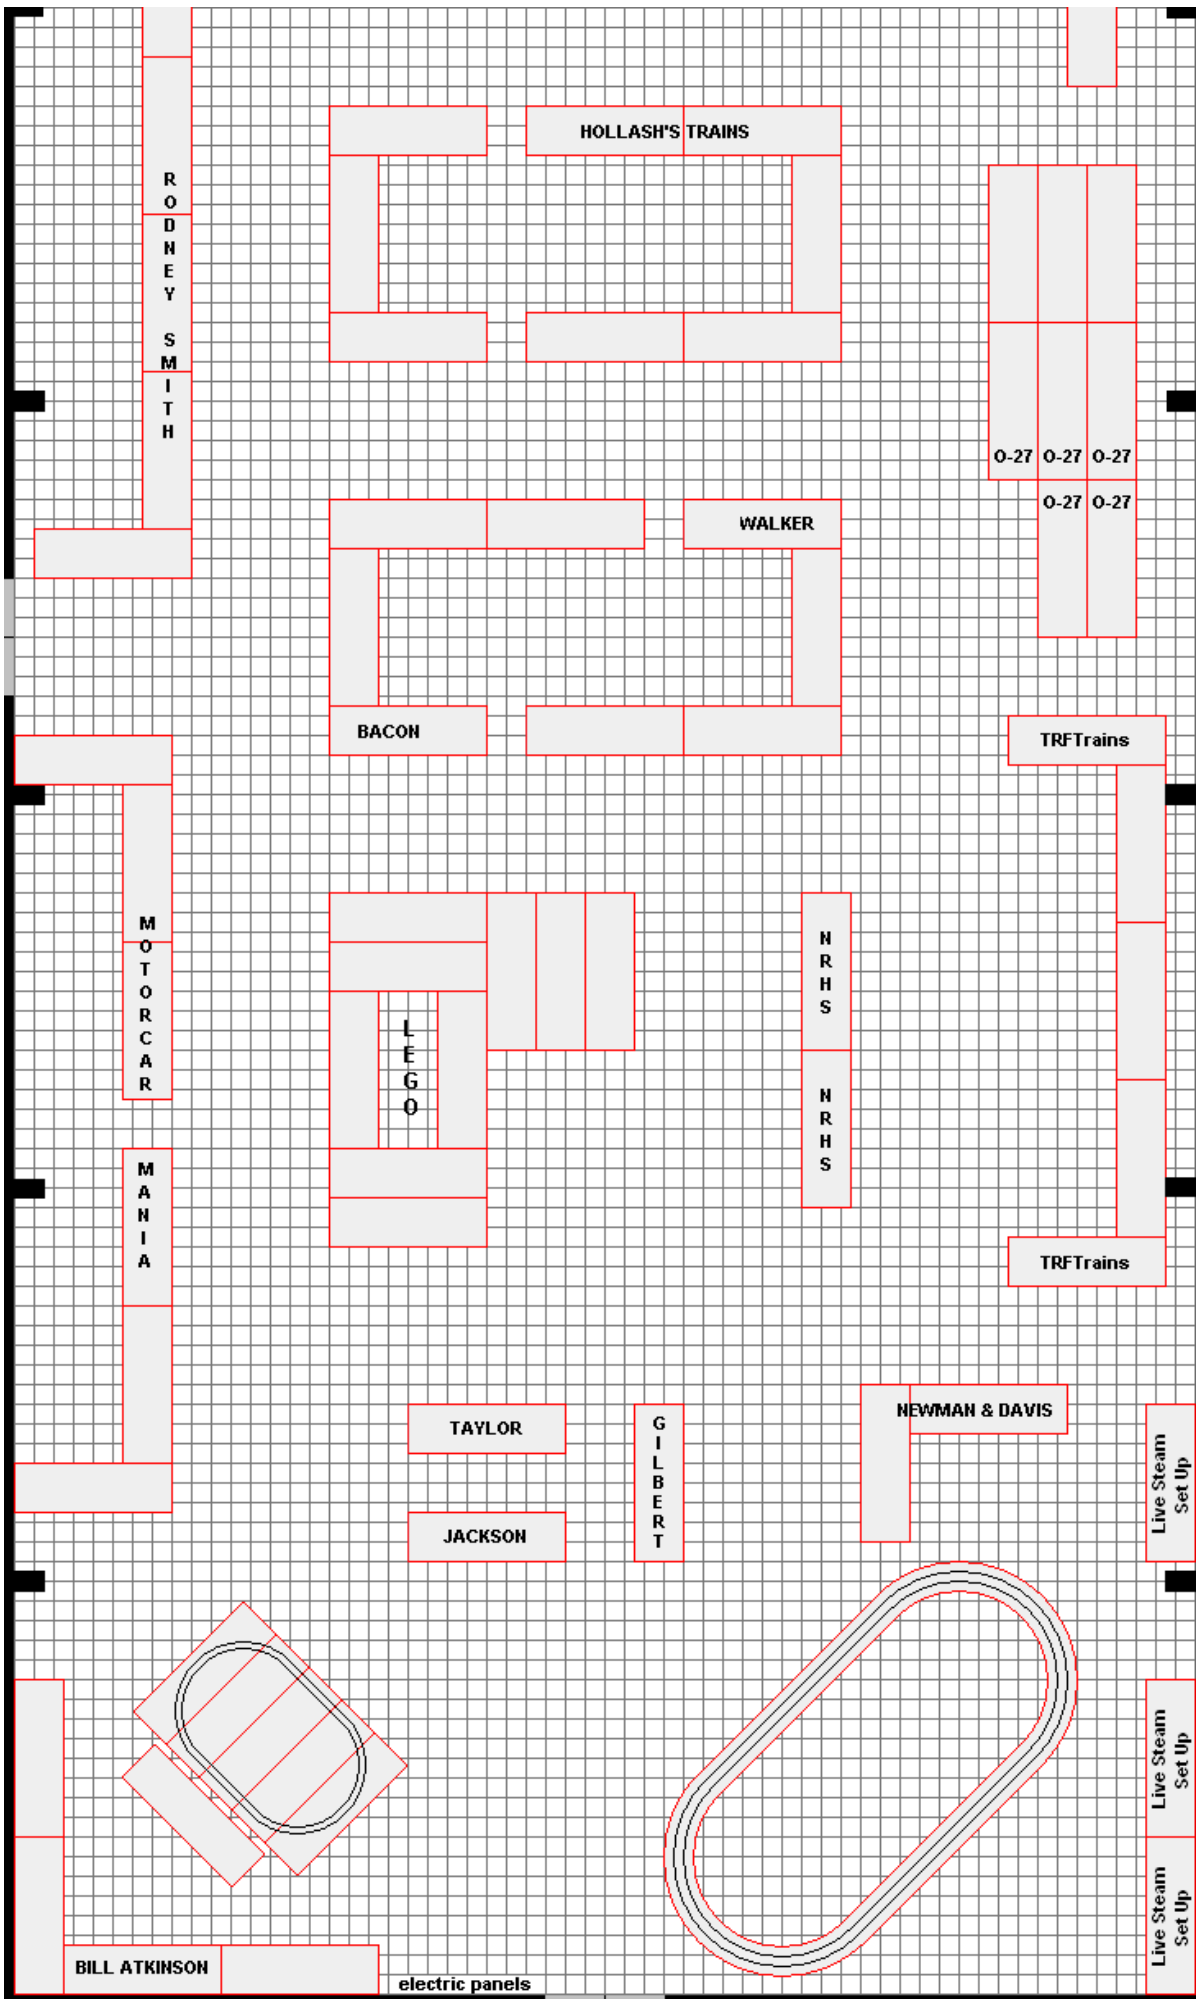 HOLLASH'S TRAINS
RODNEY SMITH
O-27 O-27 O-27
O-27 O-27
WALKER
BACON
TRFTrains
MOTORCAR
NRHS
LEGO
NRHS
MANIA
TRFTrains
NEWMAN & DAVIS
TAYLOR
GILBERT
Live Steam
Set Up
JACKSON
Live Steam
Set Up
Live Steam
Set Up
BILL ATKINSON
electric panels